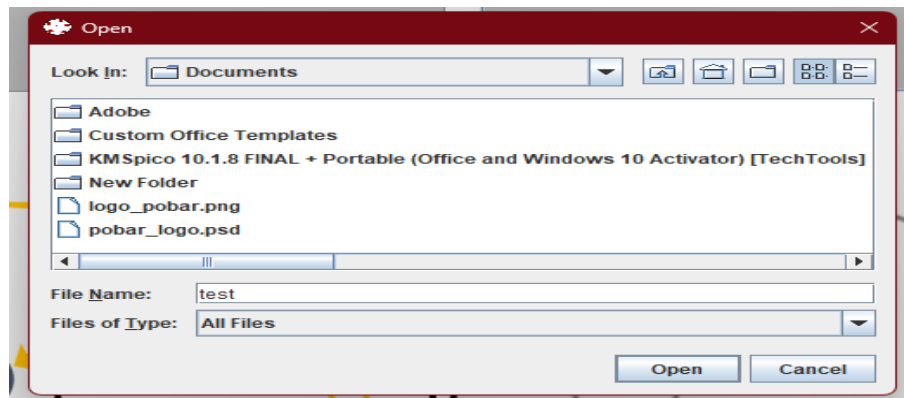 Open
Look In: Documents
Adobe
Custom Office Templates
KMSpico 10.1.8 FINAL + Portable (Office and Windows 10 Activator) [TechTools]
New Folder
logo_pobar.png
pobar_logo.psd
File Name: test
Files of Type: All Files
Open Cancel